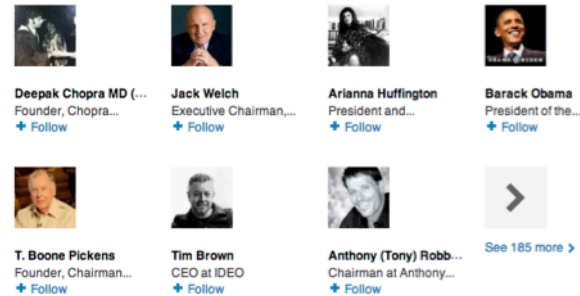 Deepak Chopra MD (...
Founder, Chopra...
+ Follow
Jack Welch
Executive Chairman,...
+ Follow
Arianna Huffington
President and...
+ Follow
Barack Obama
President of the...
+ Follow
T. Boone Pickens
Founder, Chairman...
+ Follow
Tim Brown
CEO at IDEO
+ Follow
Anthony (Tony) Robb...
Chairman at Anthony...
+ Follow
See 185 more >